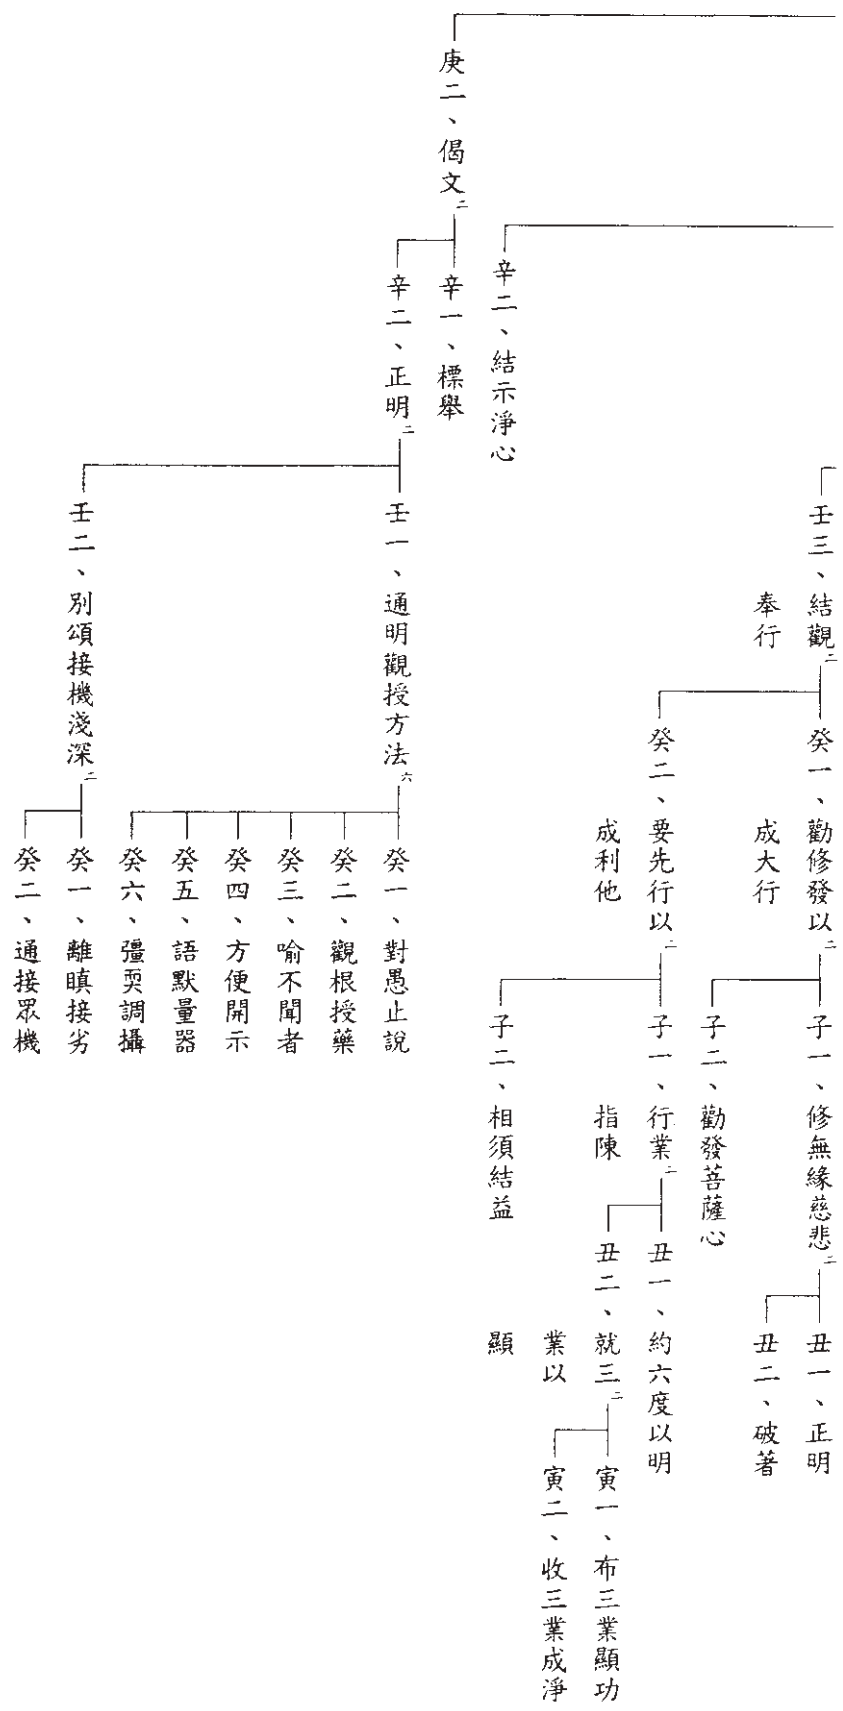 壬三、結觀
奉行二
癸一、勸修發以
成大行二
子一、修無緣慈悲二
丑一、正明
丑二、破著
子二、勸發菩薩心
癸二、要先行以
成利他二
子一、行業
指陳二
丑一、約六度以明
丑二、就三
業以
顯二
寅一、布三業顯功
寅二、收三業成淨
子二、相須結益
辛二、結示淨心
庚二、偈文二
辛一、標舉
辛二、正明二
壬一、通明觀授方法六
癸一、對愚止說
癸二、觀根授藥
癸三、喻不聞者
癸四、方便開示
癸五、語默量器
癸六、彊耎調攝
壬二、別頌接機淺深二
癸一、離瞋接劣
癸二、通接眾機